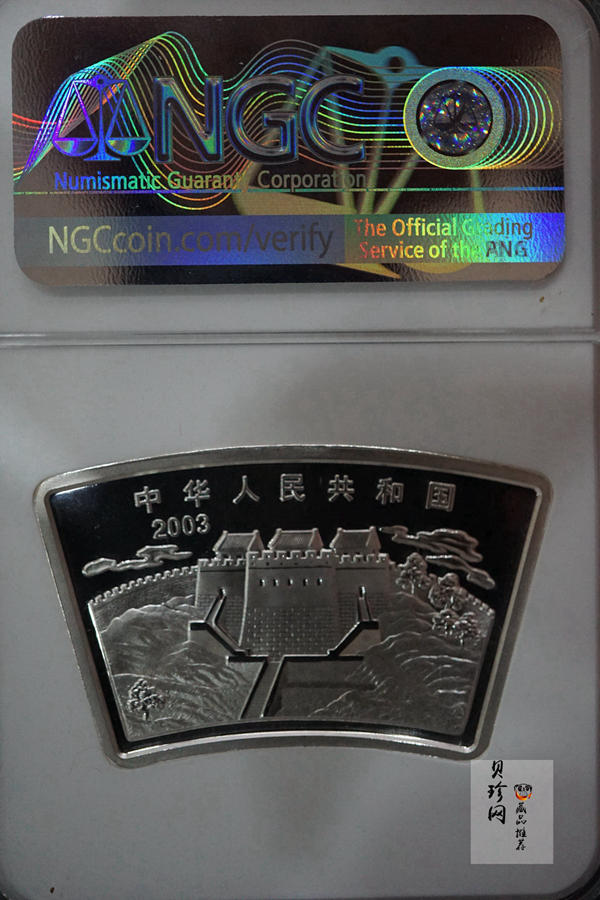 NGC
Numismatic Guaranty Corporation
NGCcoin.com/verify
The Official Grading
Service of the ANG
中华人民共和国
2003
贝珍网
藏品推荐